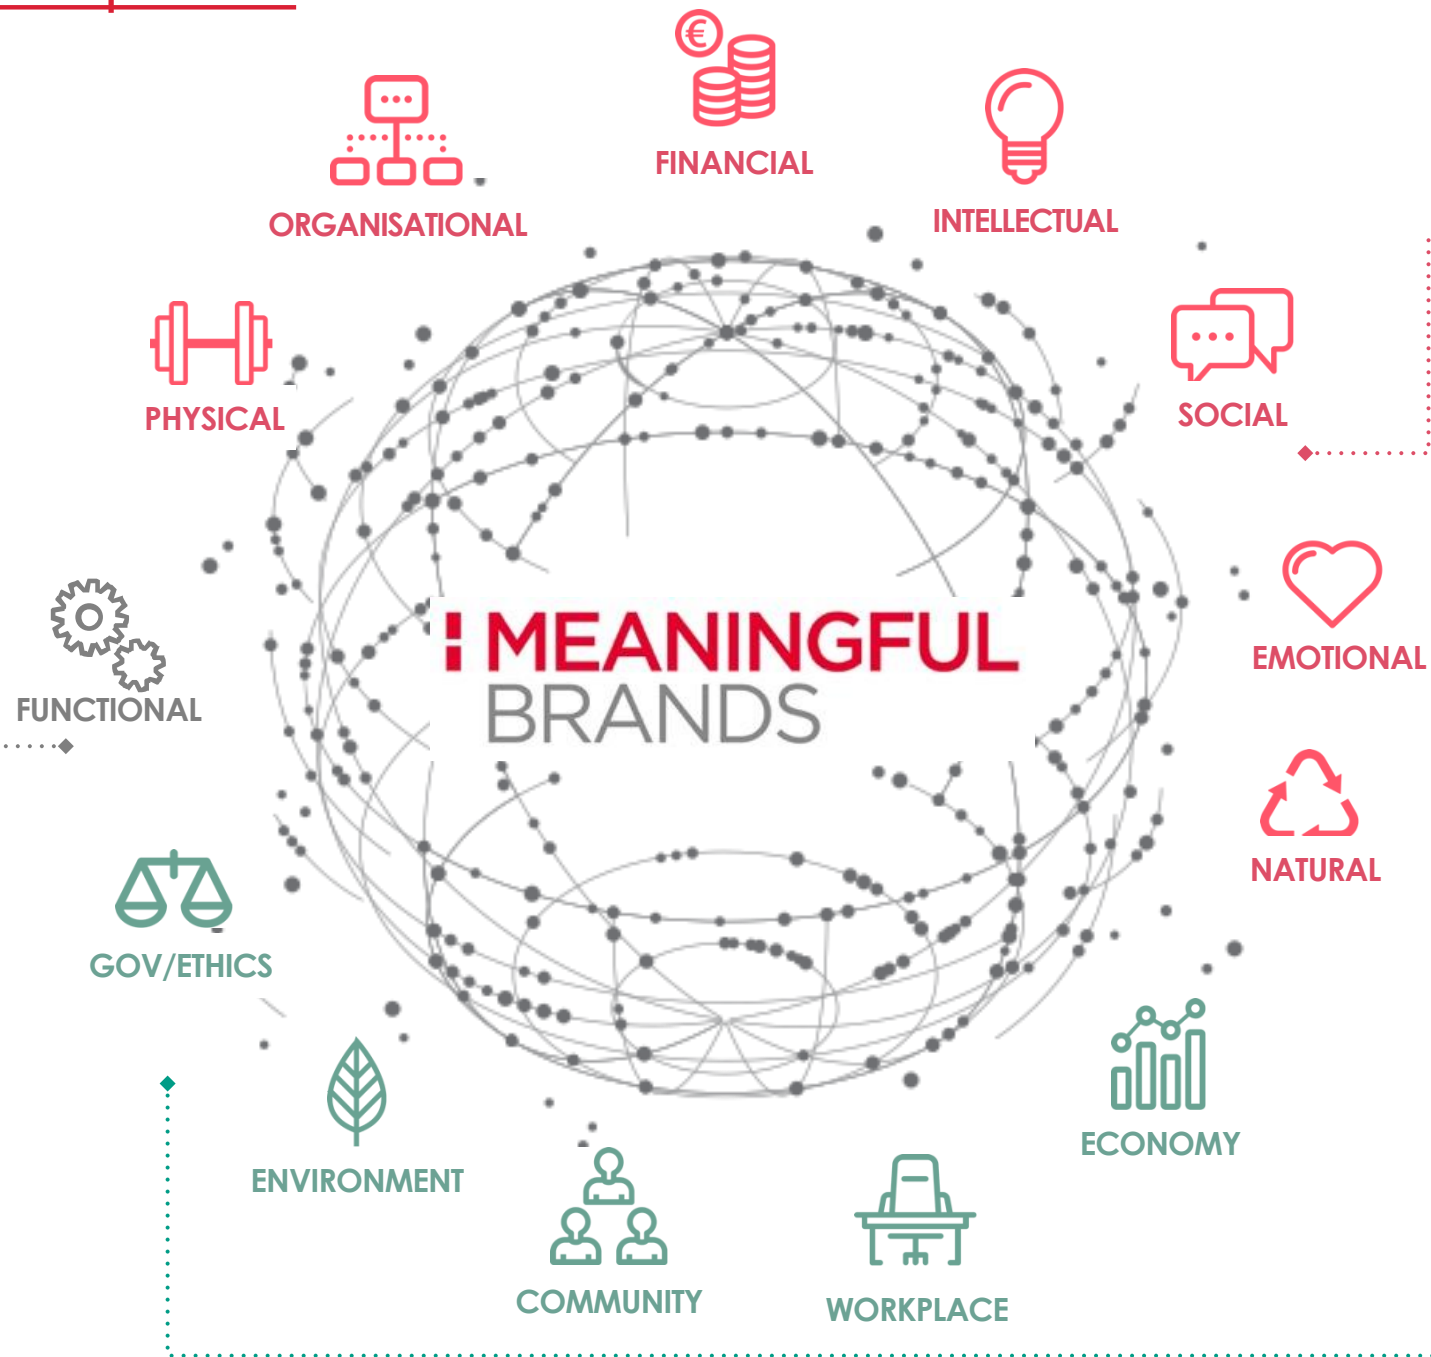 €
FINANCIAL
ORGANISATIONAL
INTELLECTUAL
PHYSICAL
SOCIAL
MEANINGFUL
BRANDS
EMOTIONAL
FUNCTIONAL
NATURAL
GOV/ETHICS
ECONOMY
ENVIRONMENT
COMMUNITY
WORKPLACE